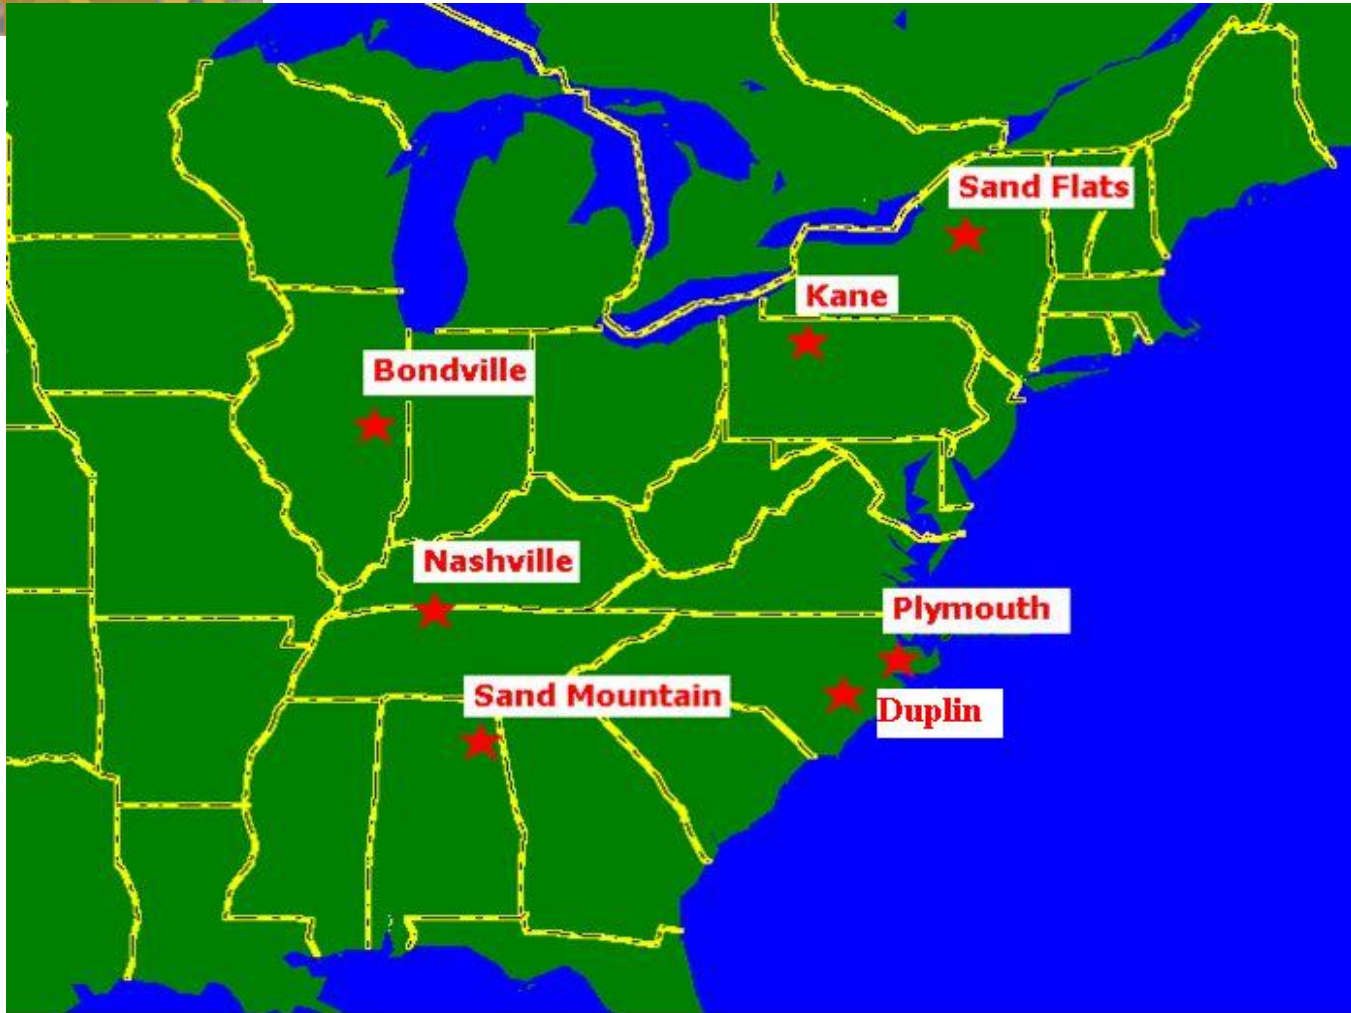 Sand Flats
Kane
Bondville
Nashville
Plymouth
Sand Mountain
Duplin